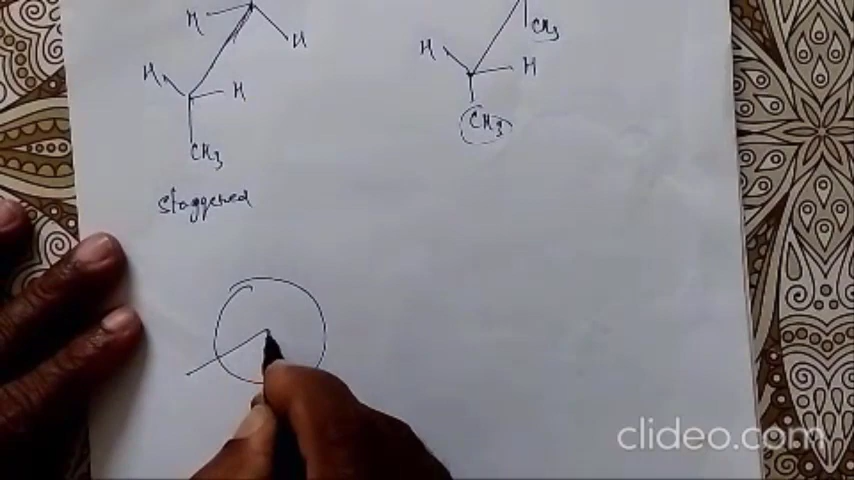 H H
H H
CH3
staggered
CH3
H H
CH3
clideo.com